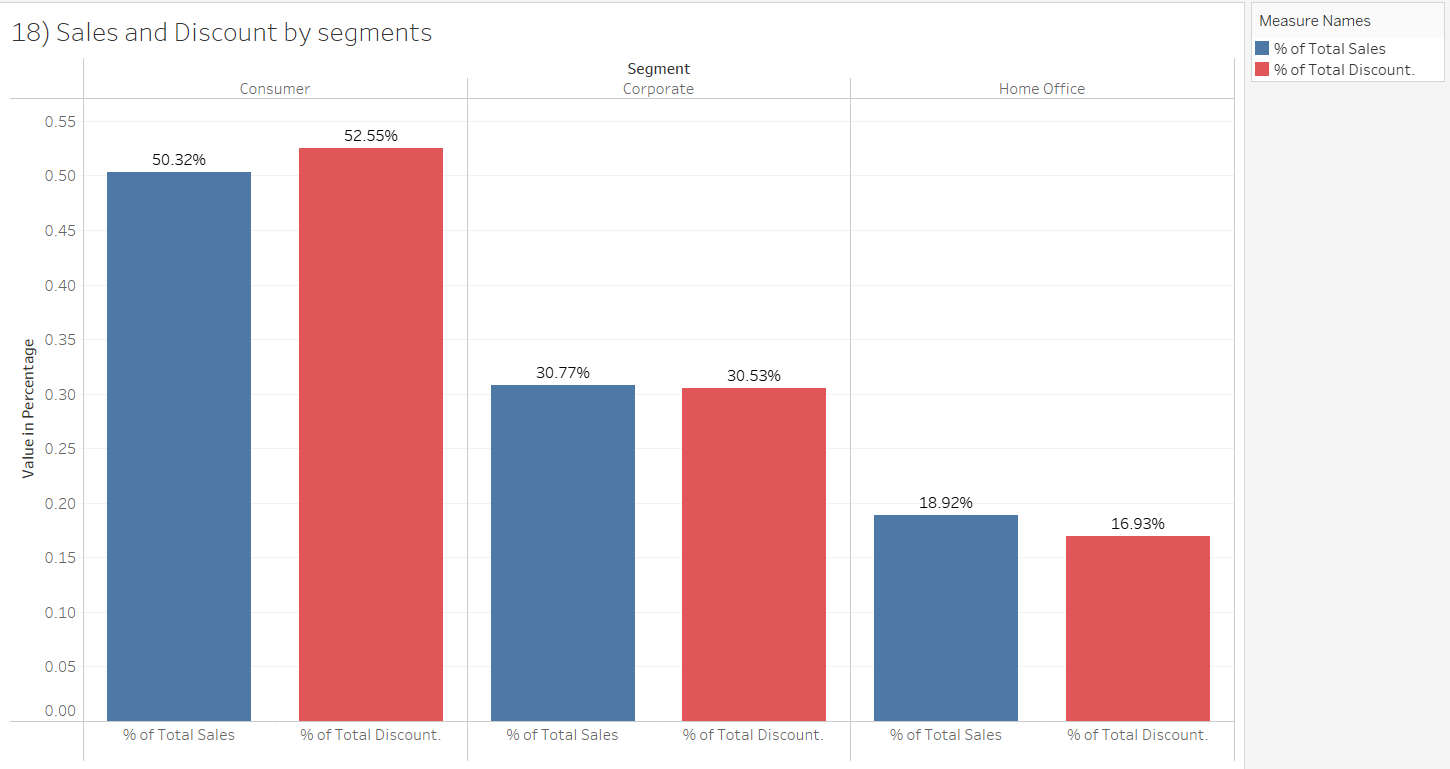 18) Sales and Discount by segments
Measure Names
% of Total Sales
% of Total Discount.
Segment
Consumer
Corporate
Home Office
Value in Percentage
0.55
0.50
0.45
0.40
0.35
0.30
0.25
0.20
0.15
0.10
0.05
0.00
50.32%
52.55%
30.77%
30.53%
18.92%
16.93%
% of Total Sales
% of Total Discount.
% of Total Sales
% of Total Discount.
% of Total Sales
% of Total Discount.